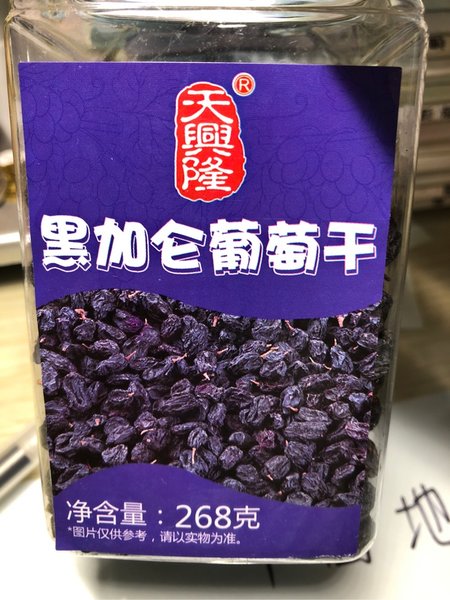 天興隆®
黑加仑葡萄干
净含量：268克
*图片仅供参考，请以实物为准。
地